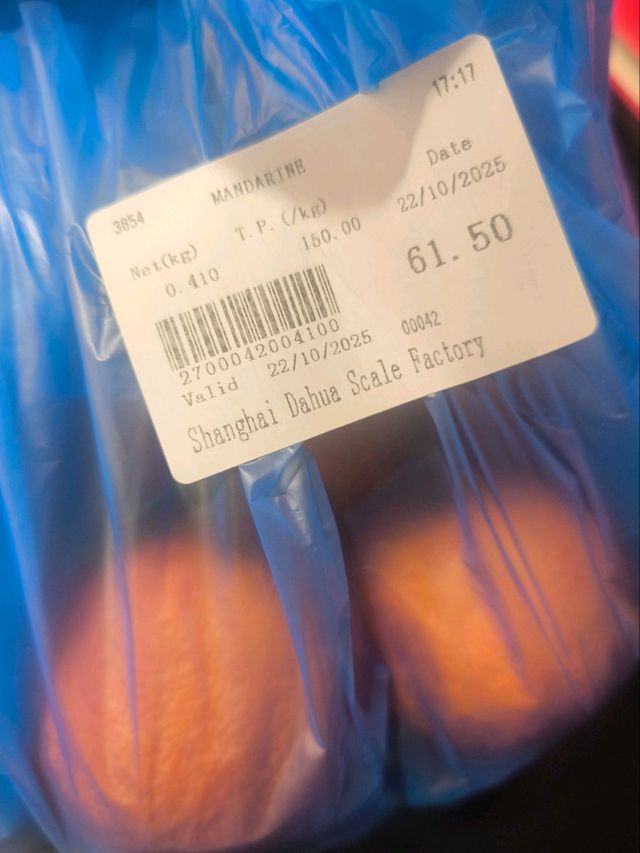 17:17
3854 MANDARINE Date
Net(kg) T.P.(/kg) 22/10/2025
0.410 150.00 61.50
2700042004100 00042
Valid 22/10/2025
Shanghai Dahua Scale Factory